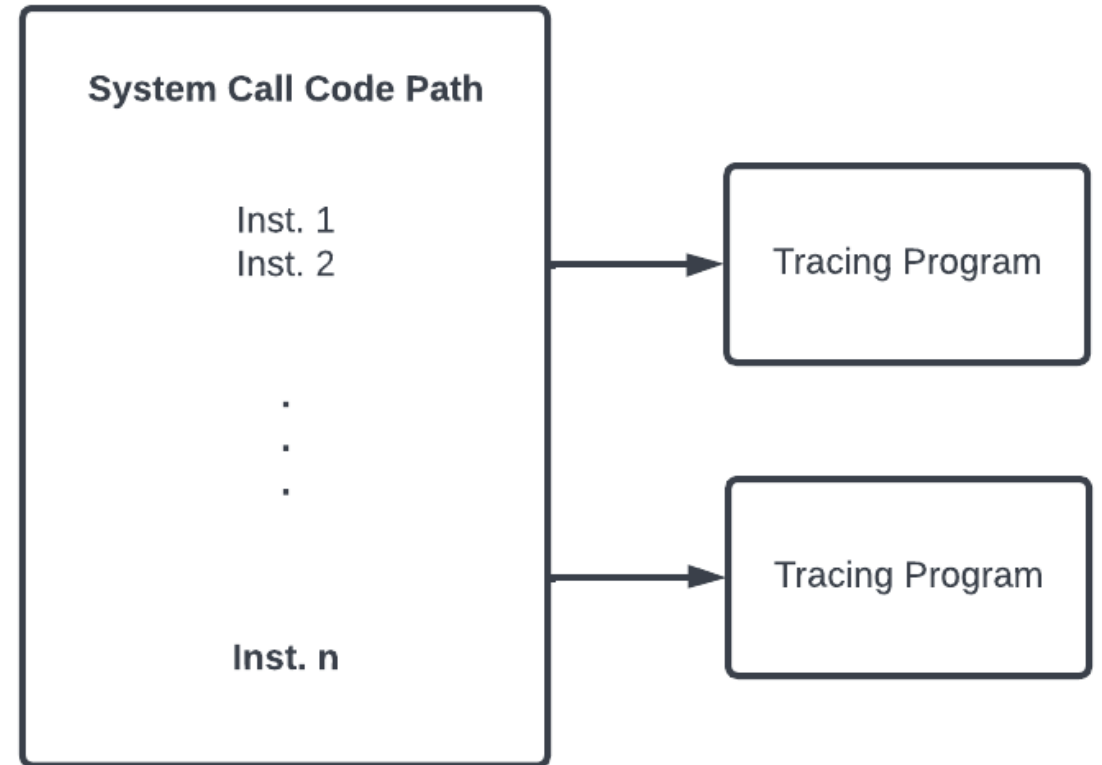 System Call Code Path
Inst. 1
Inst. 2
.
.
.
Inst. n
Tracing Program
Tracing Program